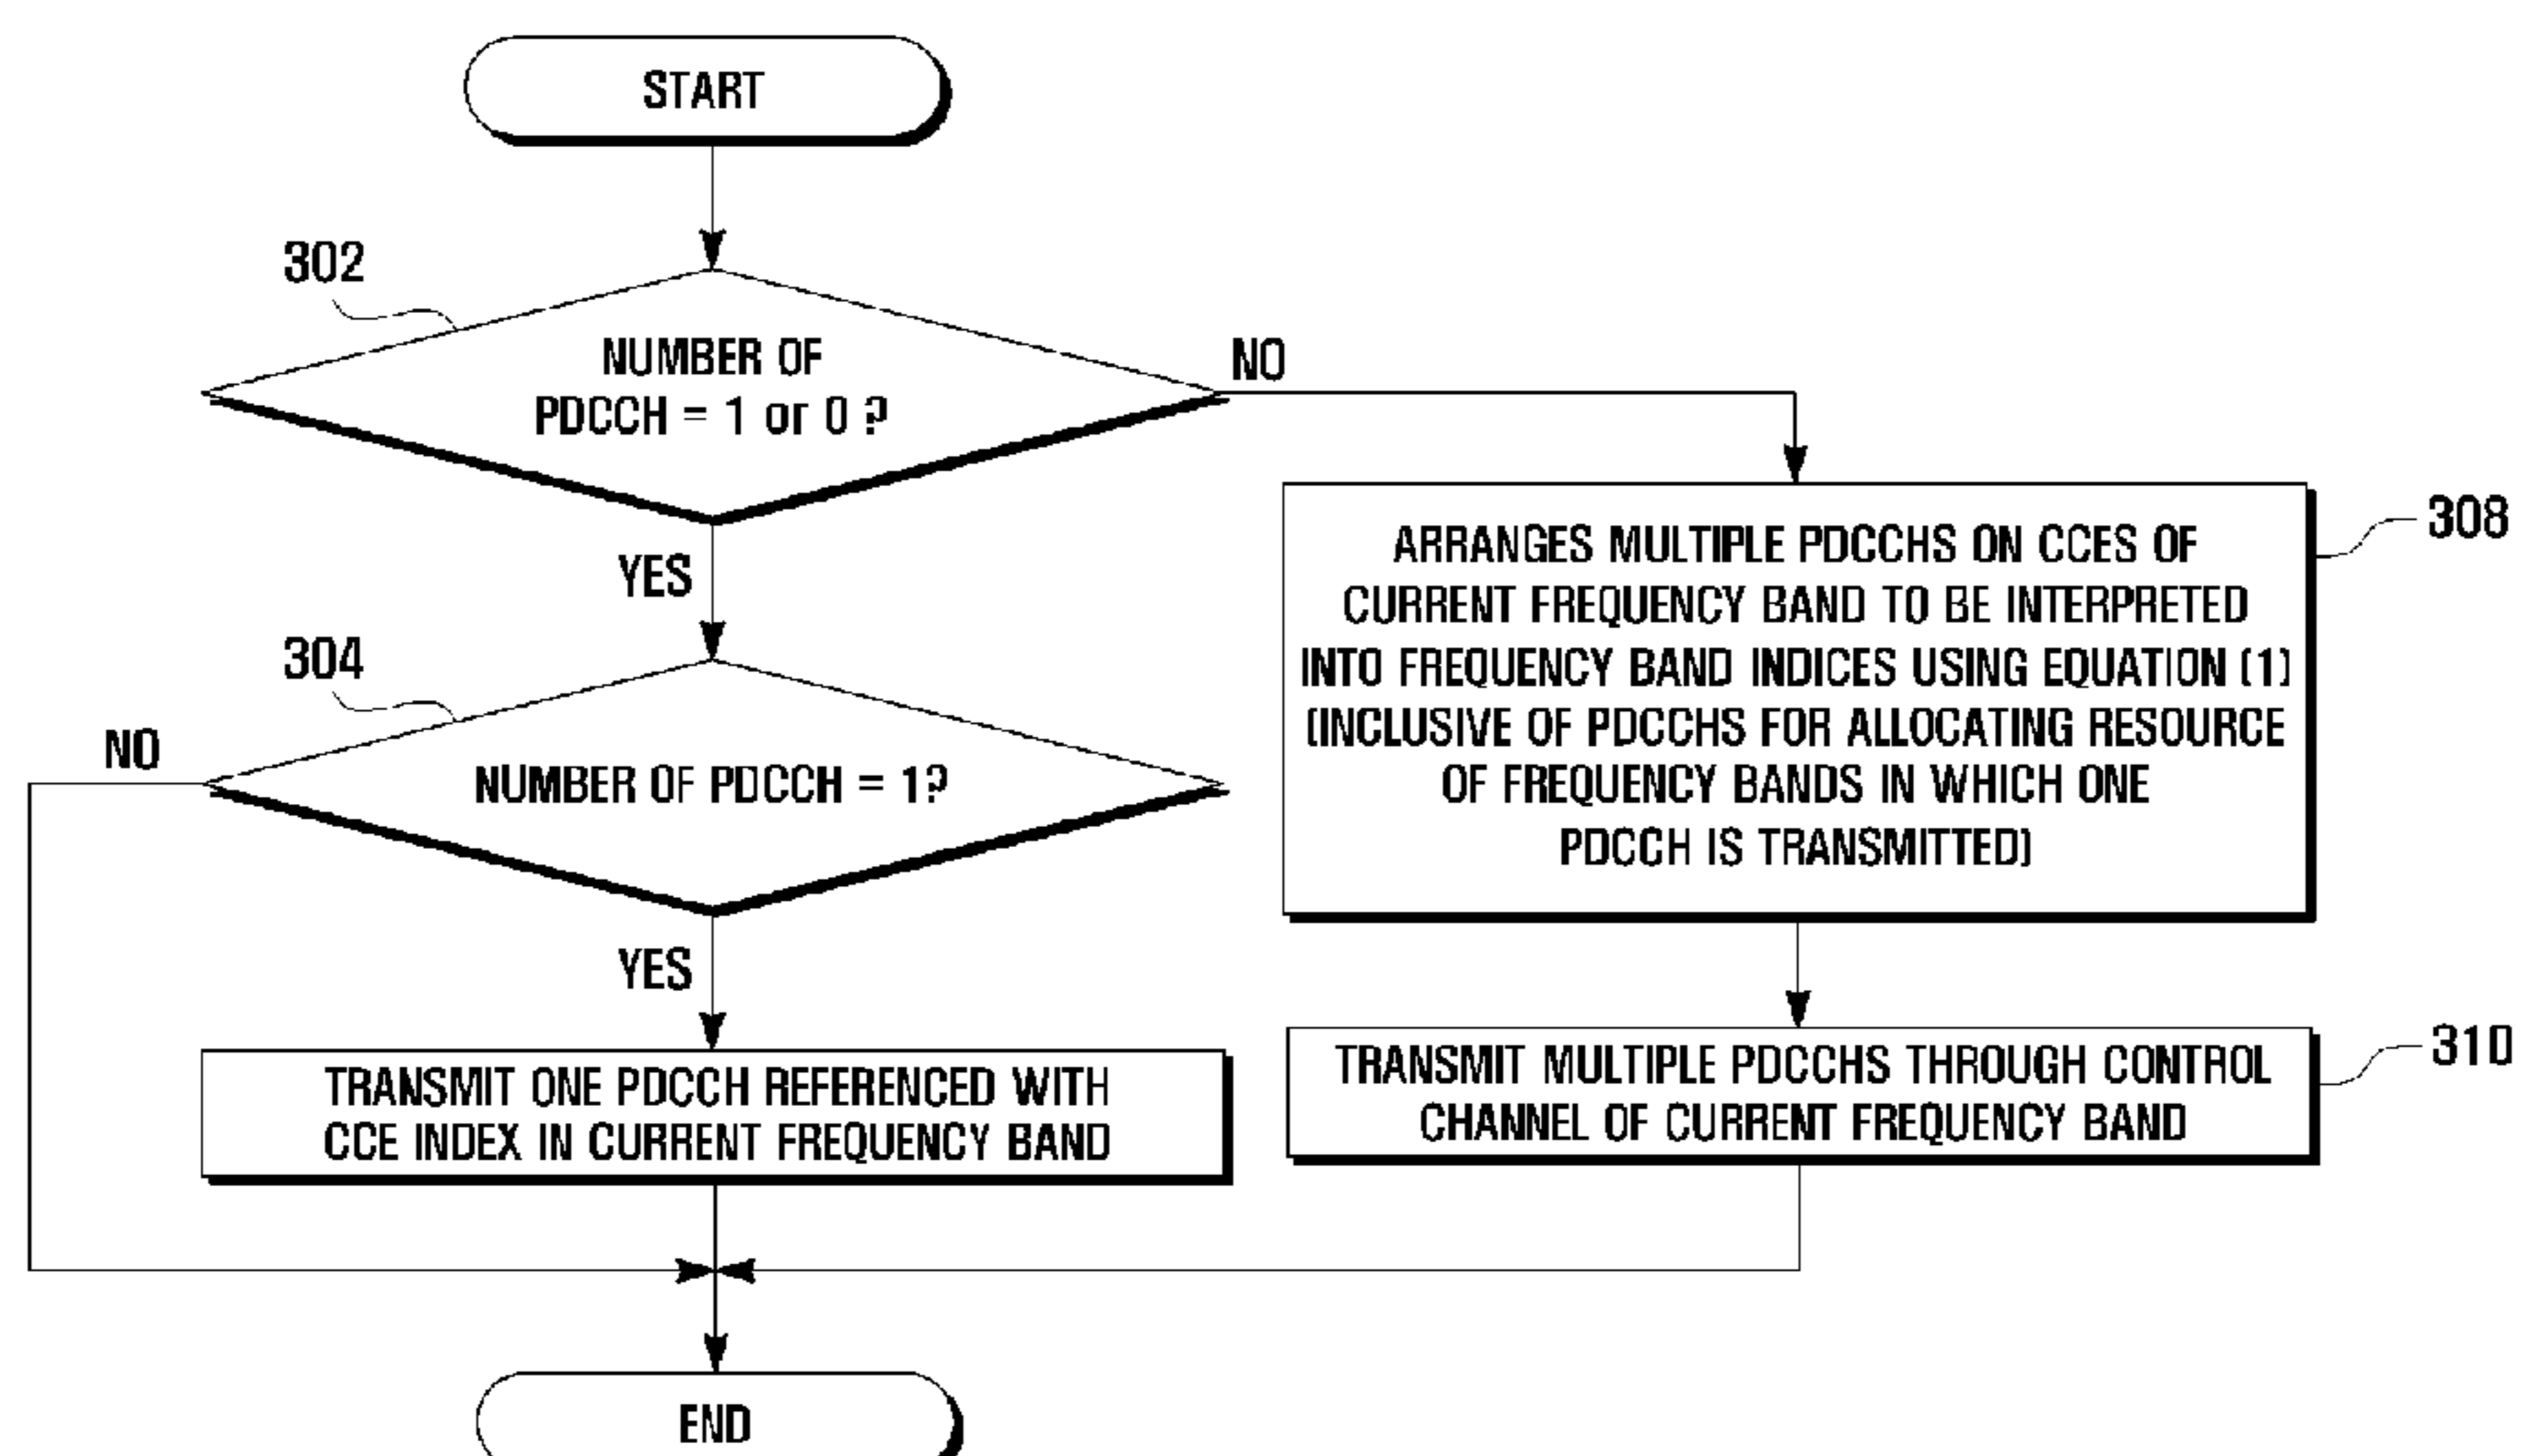 START
302
NUMBER OF
PDCCH = 1 or 0 ?
NO
YES
304
NO
NUMBER OF PDCCH = 1?
YES
TRANSMIT ONE PDCCH REFERENCED WITH
CCE INDEX IN CURRENT FREQUENCY BAND
308
ARRANGES MULTIPLE PDCCHS ON CCES OF
CURRENT FREQUENCY BAND TO BE INTERPRETED
INTO FREQUENCY BAND INDICES USING EQUATION (1)
(INCLUSIVE OF PDCCHS FOR ALLOCATING RESOURCE
OF FREQUENCY BANDS IN WHICH ONE
PDCCH IS TRANSMITTED)
310
TRANSMIT MULTIPLE PDCCHS THROUGH CONTROL
CHANNEL OF CURRENT FREQUENCY BAND
END